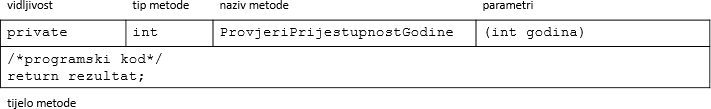 vidljivost tip metode naziv metode parametri
private int ProvjeriPrijestupnostGodine (int godina)
/*programski kod*/
return rezultat;
tijelo metode